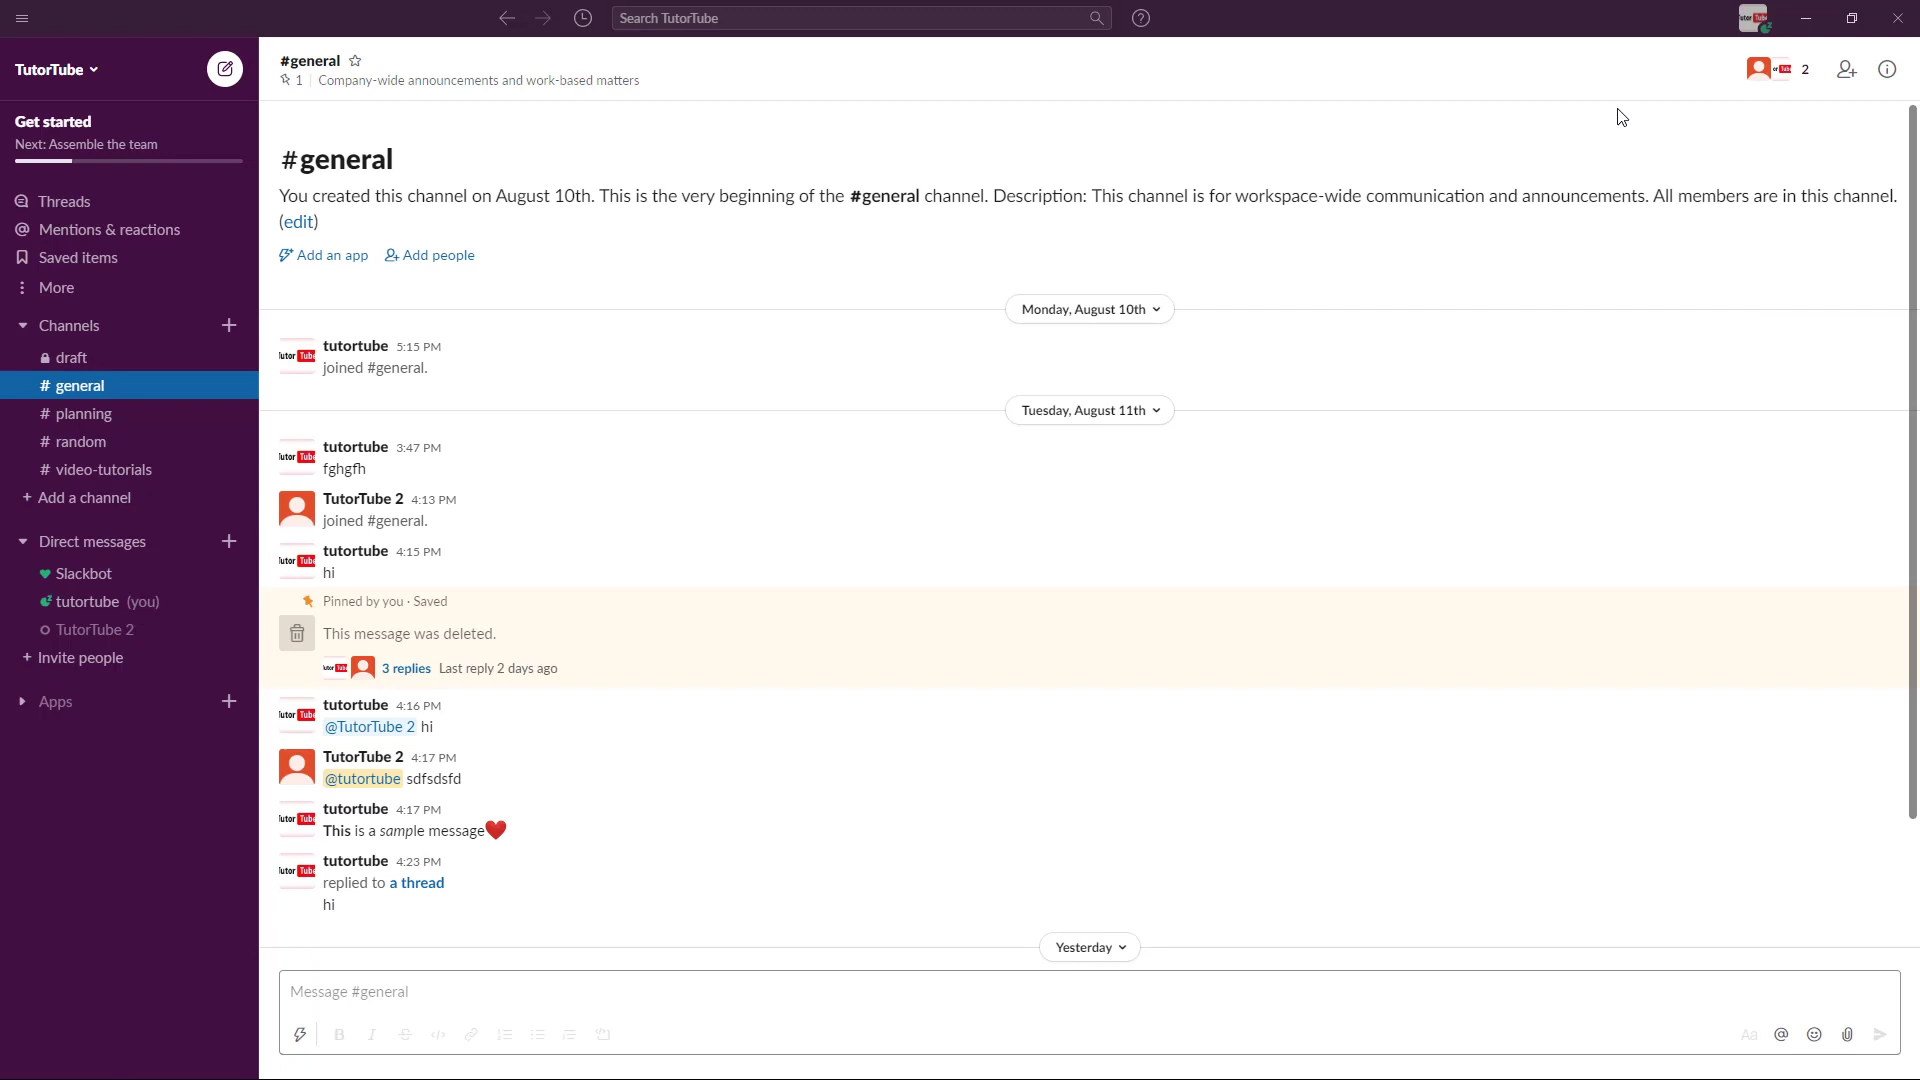 Search TutorTube
TutorTube
Get started
Next: Assemble the team
Threads
Mentions & reactions
Saved items
More
Channels
draft
# general
# planning
# random
# video-tutorials
+ Add a channel
Direct messages
Slackbot
tutortube (you)
TutorTube 2
+ Invite people
Apps
#general
1 | Company-wide announcements and work-based matters
2
#general
You created this channel on August 10th. This is the very beginning of the #general channel. Description: This channel is for workspace-wide communication and announcements. All members are in this channel.
(edit)
Add an app Add people
Monday, August 10th
tutortube 5:15 PM
joined #general.
Tuesday, August 11th
tutortube 3:47 PM
fghgfh
TutorTube 2 4:13 PM
joined #general.
tutortube 4:15 PM
hi
Pinned by you · Saved
This message was deleted.
3 replies Last reply 2 days ago
tutortube 4:16 PM
@TutorTube 2 hi
TutorTube 2 4:17 PM
@tutortube sdfsdsfd
tutortube 4:17 PM
This is a sample message
tutortube 4:23 PM
replied to a thread
hi
Yesterday
Message #general
B I S </>
Aa @